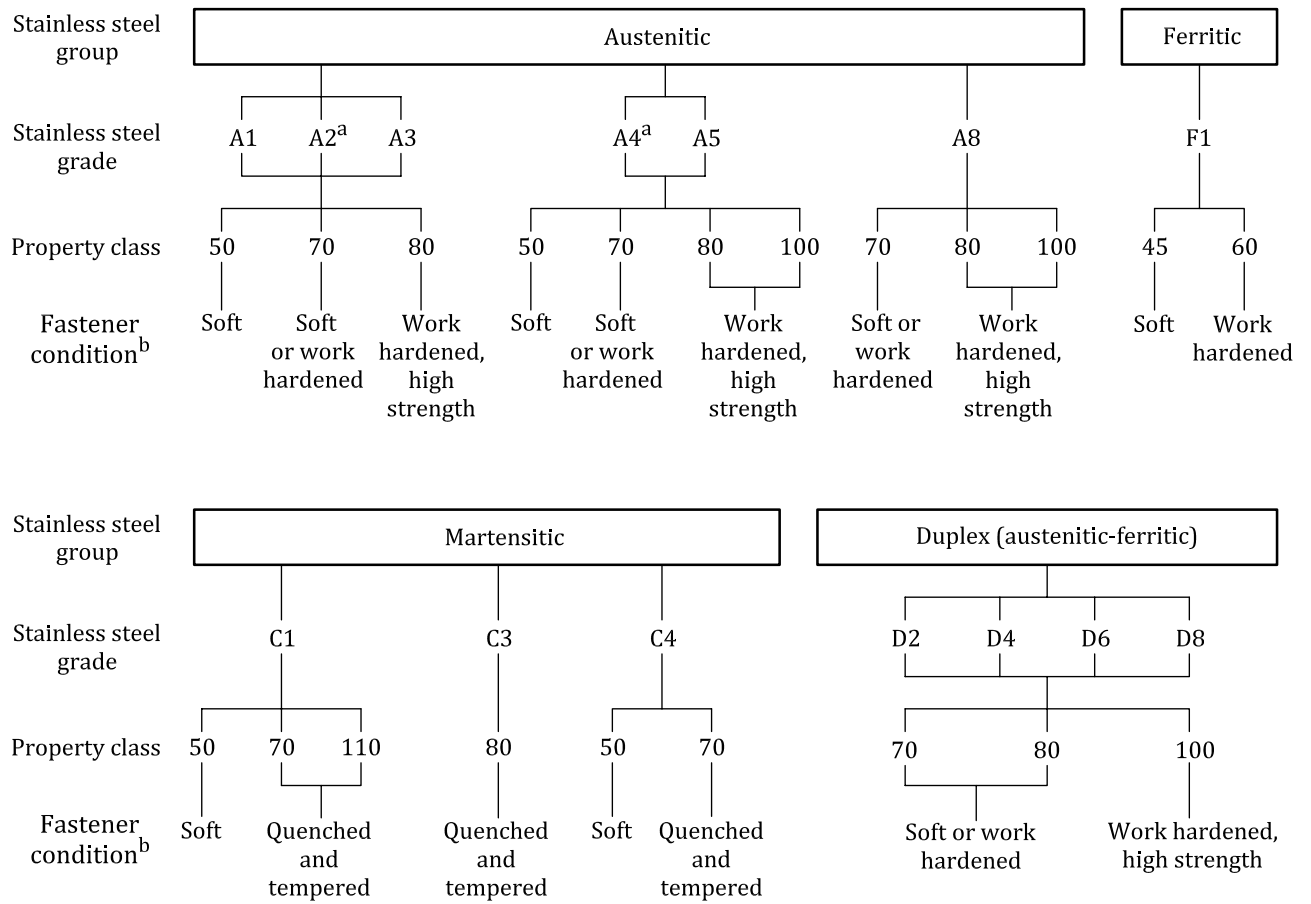 Stainless steel
group
Austenitic
Ferritic
Stainless steel
grade
A1 A2a A3 A4a A5 A8 F1
Property class
50 70 80 50 70 80 100 70 80 100 45 60
Fastener
conditionb
Soft
Soft
or work
hardened
Work
hardened,
high
strength
Soft
Soft
or work
hardened
Work
hardened,
high
strength
Soft or
work
hardened
Work
hardened,
high
strength
Soft
Work
hardened
Stainless steel
group
Martensitic
Duplex (austenitic-ferritic)
Stainless steel
grade
C1 C3 C4 D2 D4 D6 D8
Property class
50 70 110 80 50 70 70 80 100
Fastener
conditionb
Soft
Quenched
and
tempered
Quenched
and
tempered
Soft
Quenched
and
tempered
Soft or work
hardened
Work hardened,
high strength